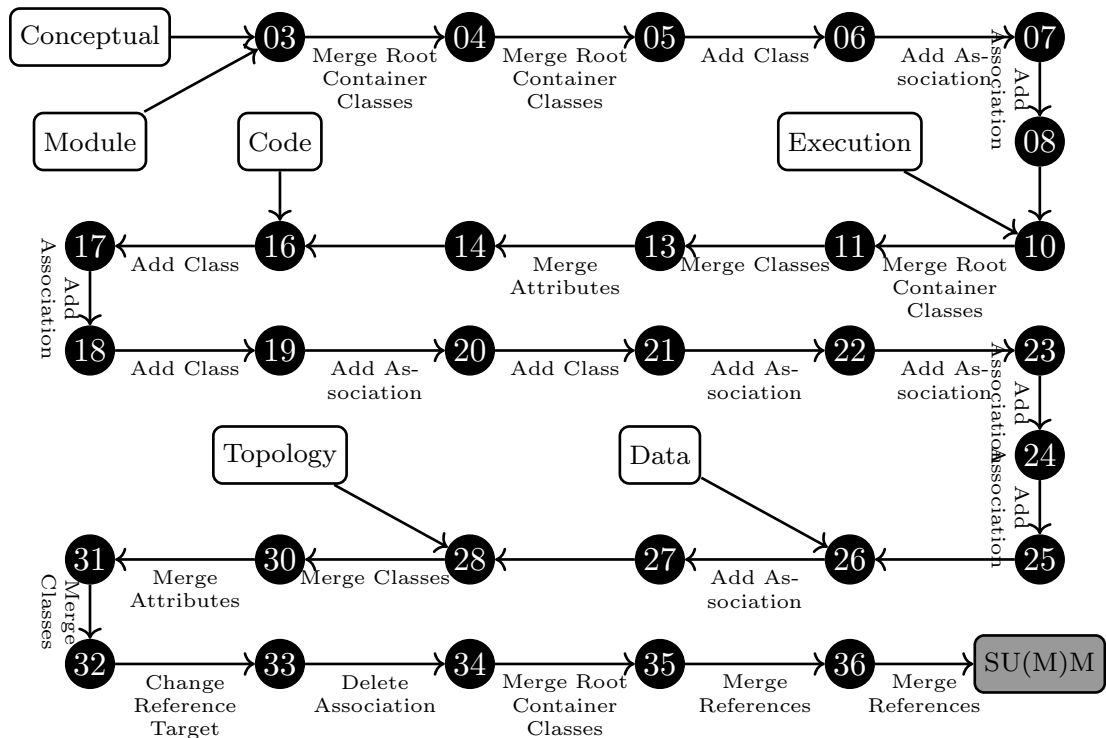 Conceptual
03
04
05
06
07
Merge Root
Container
Classes
Merge Root
Container
Classes
Add Class
Add As-
sociation
Add
Association
Module
Code
Execution
08
17
16
14
13
11
10
Add Class
Merge
Attributes
Merge Classes
Merge Root
Container
Classes
Add
Association
18
19
20
21
22
23
Add Class
Add As-
sociation
Add Class
Add As-
sociation
Add As-
sociation
Add
Association
Topology
Data
24
Add
Association
31
30
28
27
26
25
Merge
Attributes
Merge Classes
Add As-
sociation
Merge
Classes
32
33
34
35
36
SU(M)M
Change
Reference
Target
Delete
Association
Merge Root
Container
Classes
Merge
References
Merge
References